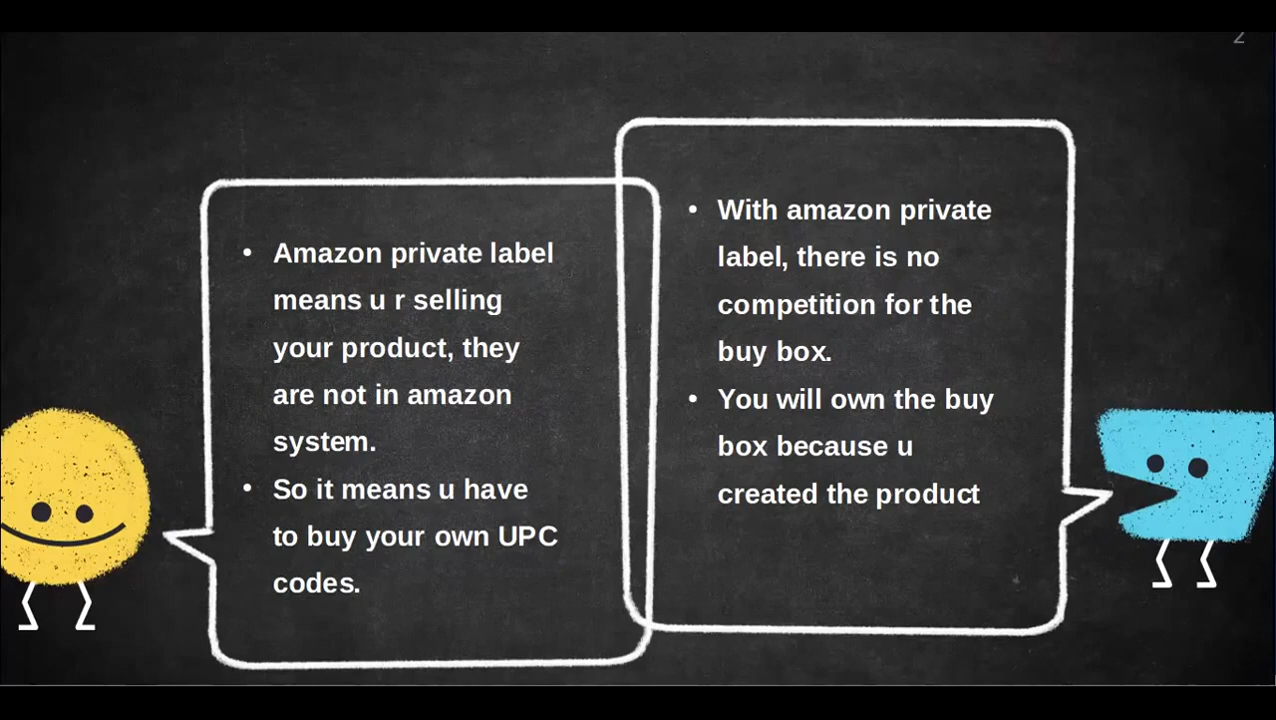 2
• Amazon private label
means u r selling
your product, they
are not in amazon
system.
• So it means u have
to buy your own UPC
codes.
• With amazon private
label, there is no
competition for the
buy box.
• You will own the buy
box because u
created the product